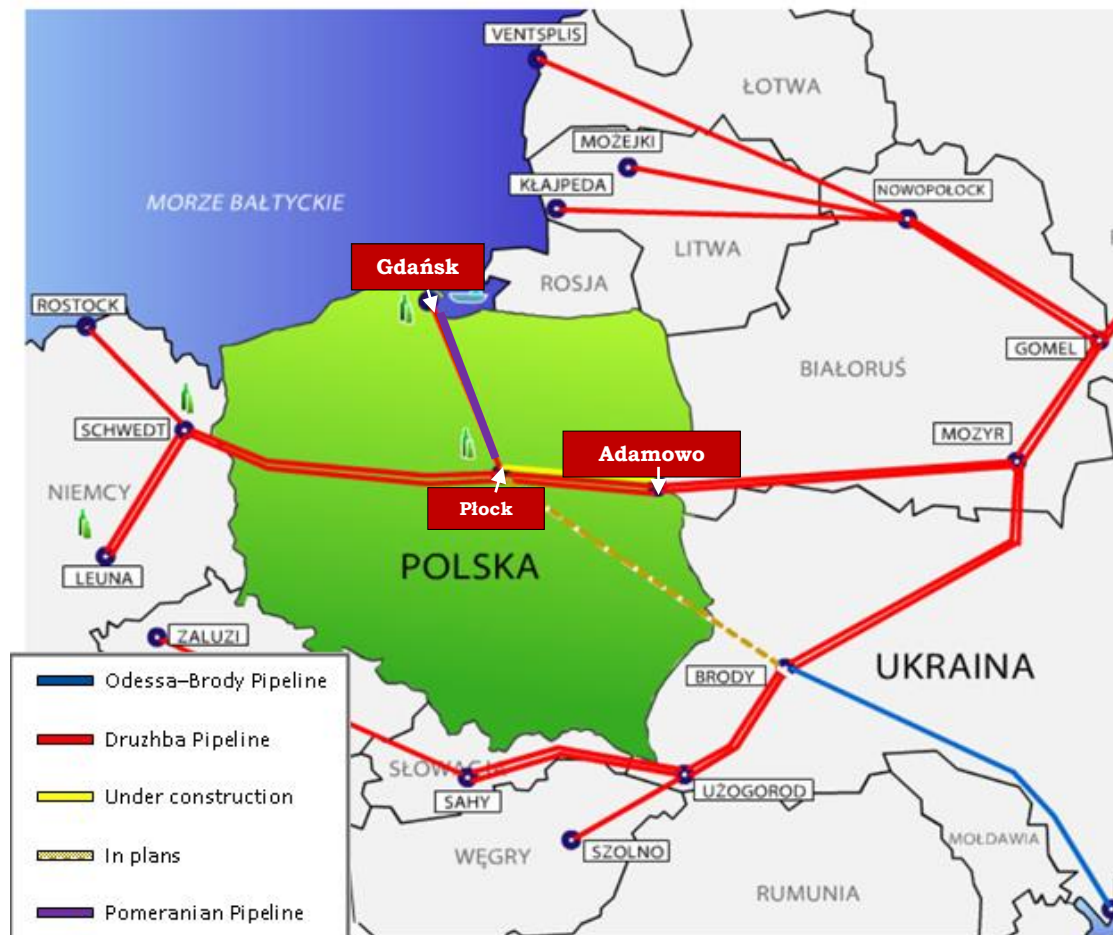 VENTSPLIS
ŁOTWA
MOŻEJKI
KŁAJPEDA
NOWOPOŁOCK
MORZE BAŁTYCKIE
LITWA
Gdańsk
ROSJA
ROSTOCK
GOMEL
BIAŁORUŚ
SCHWEDT
MOZYR
Adamowo
NIEMCY
Płock
POLSKA
LEUNA
ZALUZI
BRODY
UKRAINA
SŁOWACJA
SAHY
UŻOGOROD
SZOLNO
WĘGRY
MOŁDAWIA
RUMUNIA
Odessa–Brody Pipeline
Druzhba Pipeline
Under construction
In plans
Pomeranian Pipeline